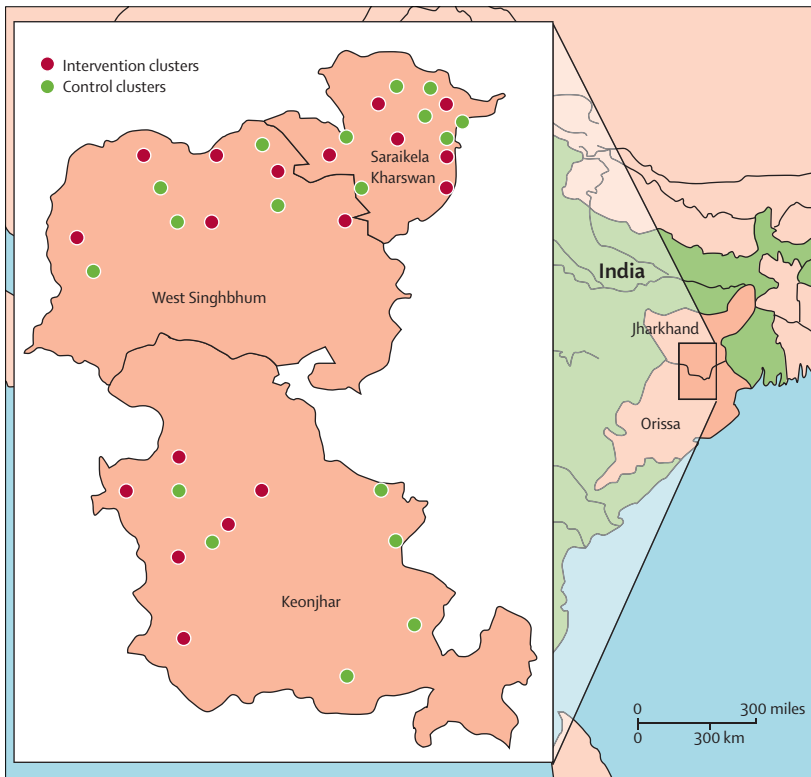 Intervention clusters
Control clusters
Saraikela
Kharswan
West Singhbhum
Keonjhar
India
Jharkhand
Orissa
0 300 miles
0 300 km